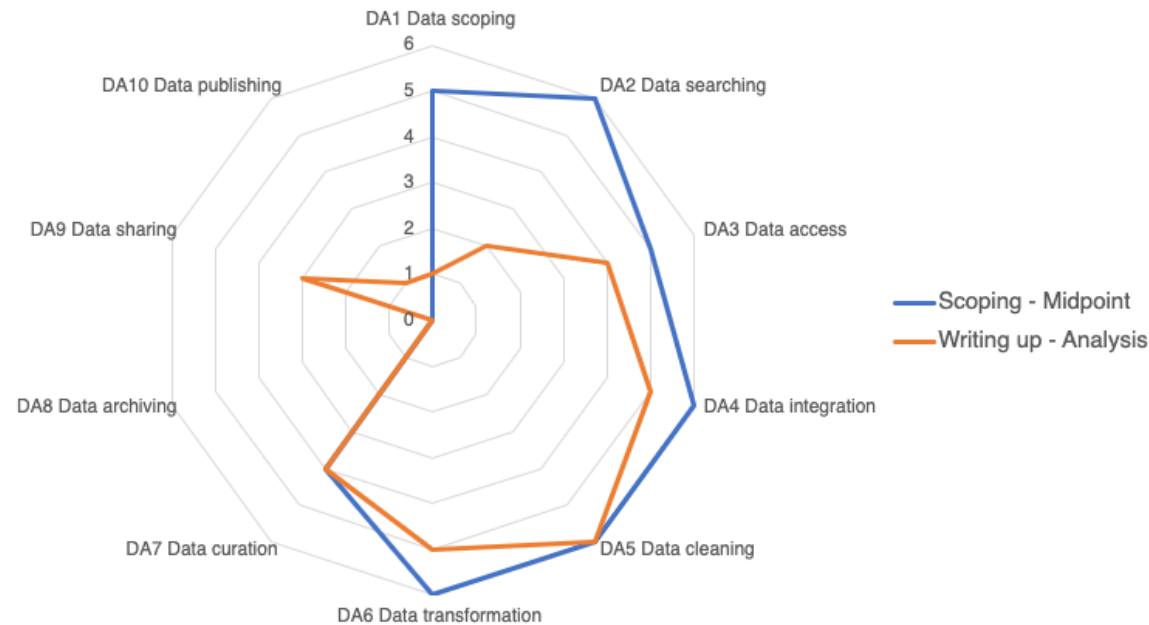 DA1 Data scoping
6
DA10 Data publishing
DA2 Data searching
5
4
3
2
1
0
DA9 Data sharing
DA3 Data access
Scoping - Midpoint
Writing up - Analysis
DA8 Data archiving
DA4 Data integration
DA7 Data curation
DA5 Data cleaning
DA6 Data transformation